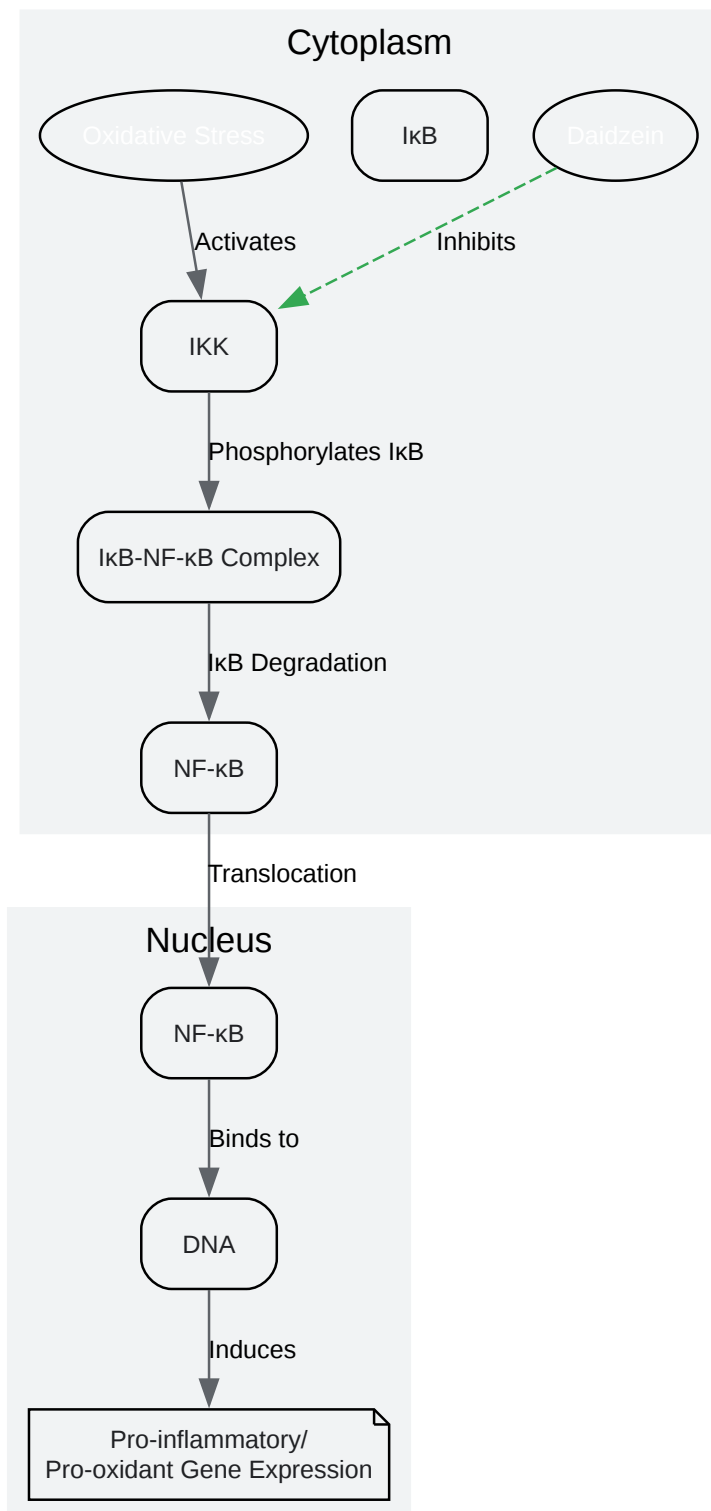 Cytoplasm
Oxidative Stress
IκB
Daidzein
Activates
Inhibits
IKK
Phosphorylates IκB
IκB-NF-κB Complex
IκB Degradation
NF-κB
Translocation
Nucleus
NF-κB
Binds to
DNA
Induces
Pro-inflammatory/
Pro-oxidant Gene Expression